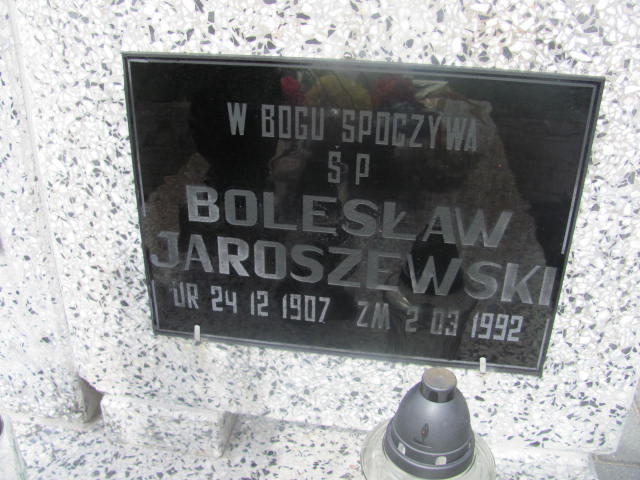 W BOGU SPOCZYWA
Ś P
BOLESŁAW
JAROSZEWSKI
UR 24 12 1907 ZM 2 03 1992